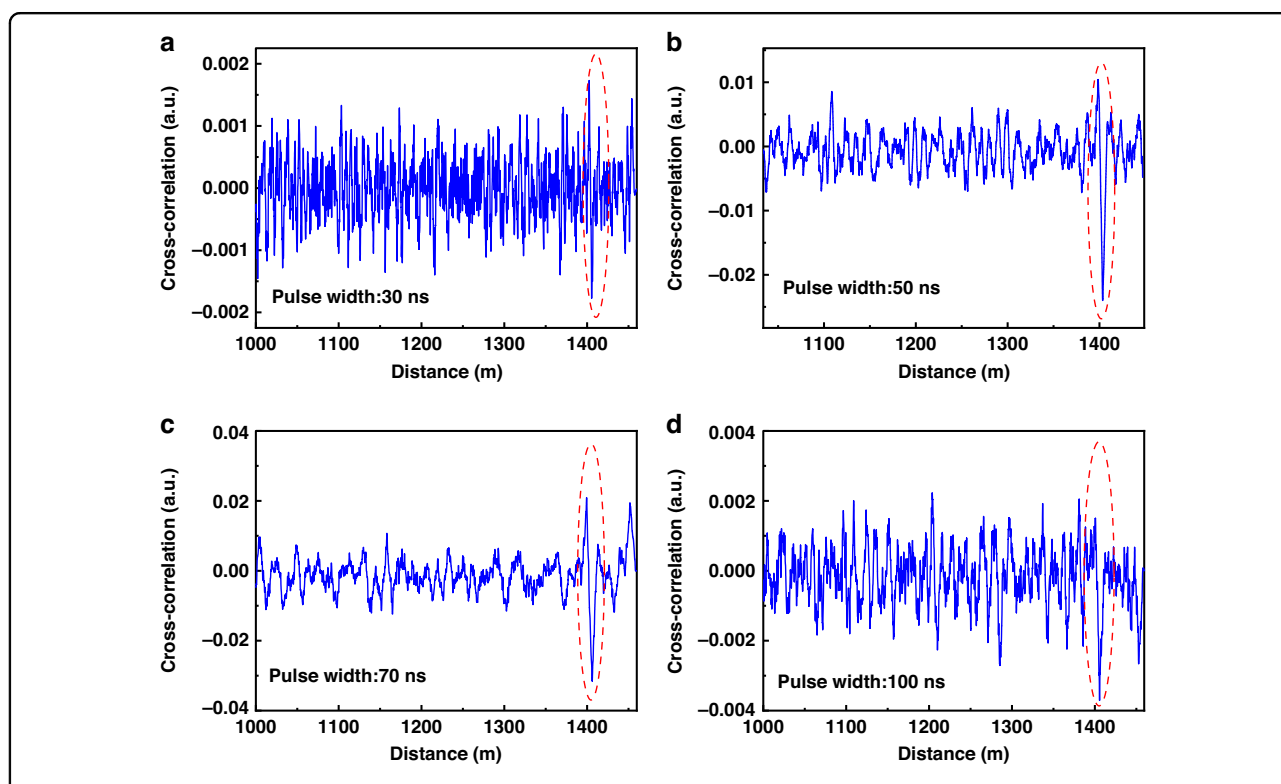 a
0.002
0.001
0.000
−0.001
−0.002
Cross-correlation (a.u.)
Pulse width:30 ns
1000 1100 1200 1300 1400
Distance (m)
b
0.01
0.00
−0.01
−0.02
Cross-correlation (a.u.)
Pulse width:50 ns
1100 1200 1300 1400
Distance (m)
c
0.04
0.02
0.00
−0.02
−0.04
Cross-correlation (a.u.)
Pulse width:70 ns
1000 1100 1200 1300 1400
Distance (m)
d
0.004
0.002
0.000
−0.002
−0.004
Cross-correlation (a.u.)
Pulse width:100 ns
1000 1100 1200 1300 1400
Distance (m)